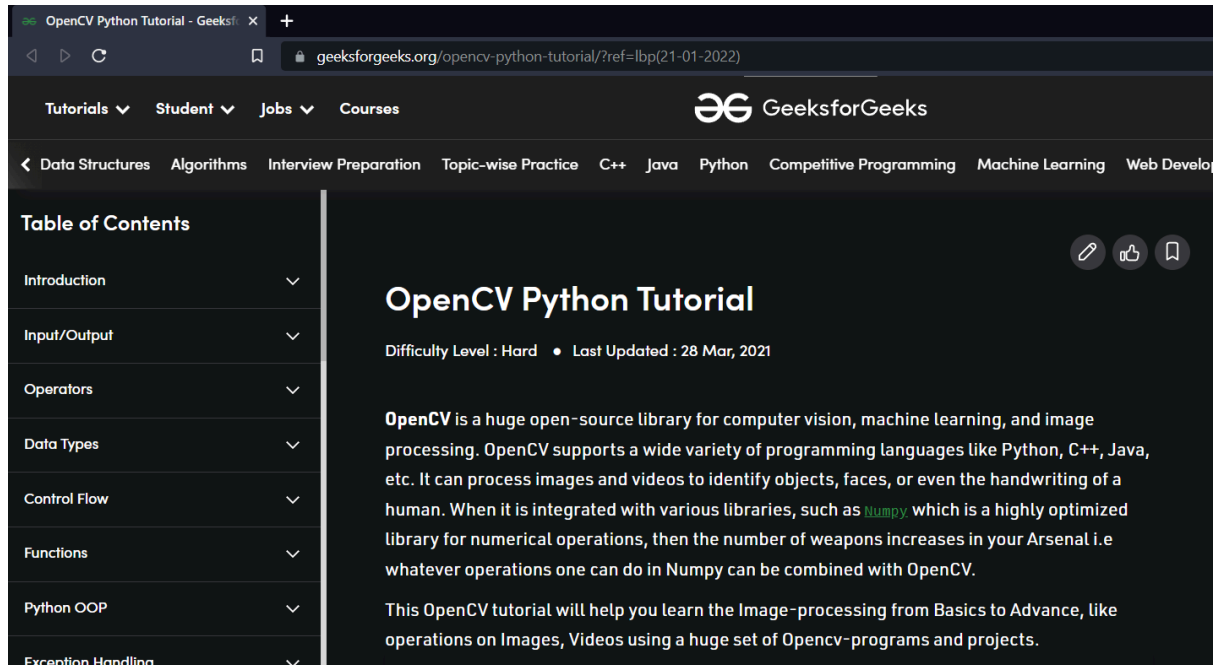 OpenCV Python Tutorial - Geeksf
geeksforgeeks.org/opencv-python-tutorial/?ref=lbp(21-01-2022)
Tutorials Student Jobs Courses GeeksforGeeks
Data Structures Algorithms Interview Preparation Topic-wise Practice C++ Java Python Competitive Programming Machine Learning Web Develo
Table of Contents
Introduction
Input/Output
Operators
Data Types
Control Flow
Functions
Python OOP
Exception Handling
OpenCV Python Tutorial
Difficulty Level : Hard ● Last Updated : 28 Mar, 2021
OpenCV is a huge open-source library for computer vision, machine learning, and image
processing. OpenCV supports a wide variety of programming languages like Python, C++, Java,
etc. It can process images and videos to identify objects, faces, or even the handwriting of a
human. When it is integrated with various libraries, such as Numpy which is a highly optimized
library for numerical operations, then the number of weapons increases in your Arsenal i.e
whatever operations one can do in Numpy can be combined with OpenCV.
This OpenCV tutorial will help you learn the Image-processing from Basics to Advance, like
operations on Images, Videos using a huge set of Opencv-programs and projects.